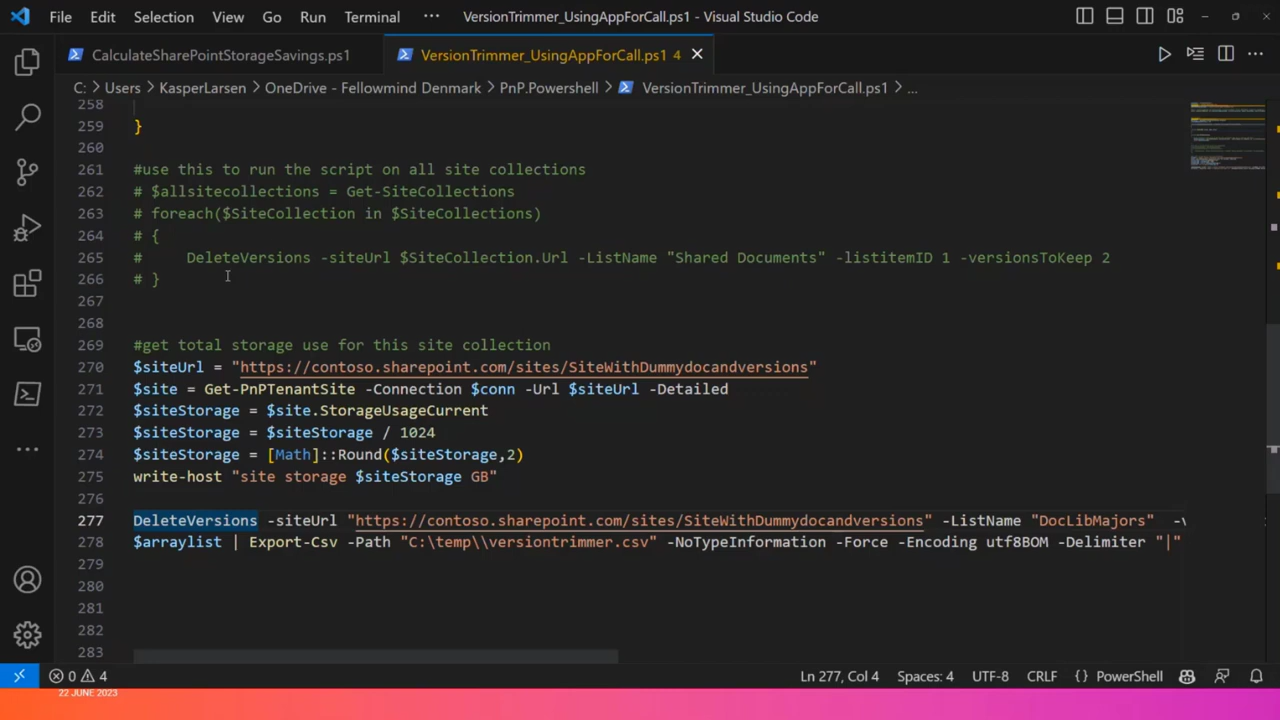 File Edit Selection View Go Run Terminal ··· VersionTrimmer_UsingAppForCall.ps1 - Visual Studio Code
CalculateSharePointStorageSavings.ps1 VersionTrimmer_UsingAppForCall.ps1 4
C: > Users > KasperLarsen > OneDrive - Fellowmind Denmark > PnP.Powershell > VersionTrimmer_UsingAppForCall.ps1 > ...
258
259 }
260
261 #use this to run the script on all site collections
262 # $allsitecollections = Get-SiteCollections
263 # foreach($SiteCollection in $SiteCollections)
264 # {
265 #     DeleteVersions -siteUrl $SiteCollection.Url -ListName "Shared Documents" -listitemID 1 -versionsToKeep 2
266 # }
267
268
269 #get total storage use for this site collection
270 $siteUrl = "https://contoso.sharepoint.com/sites/SiteWithDummydocandversions"
271 $site = Get-PnPTenantSite -Connection $conn -Url $siteUrl -Detailed
272 $siteStorage = $site.StorageUsageCurrent
273 $siteStorage = $siteStorage / 1024
274 $siteStorage = [Math]::Round($siteStorage,2)
275 write-host "site storage $siteStorage GB"
276
277 DeleteVersions -siteUrl "https://contoso.sharepoint.com/sites/SiteWithDummydocandversions" -ListName "DocLibMajors"  -v
278 $arraylist | Export-Csv -Path "C:\temp\\versiontrimmer.csv" -NoTypeInformation -Force -Encoding utf8BOM -Delimiter "|"
279
280
281
282
283
0 4 Ln 277, Col 4 Spaces: 4 UTF-8 CRLF {} PowerShell
22 JUNE 2023